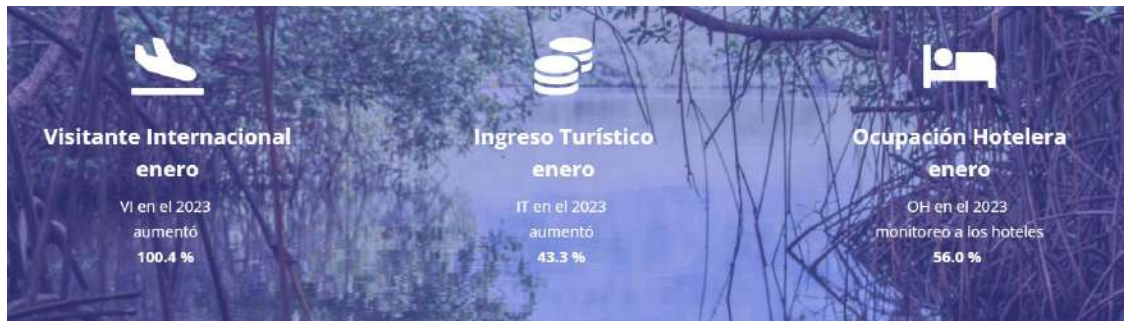 Visitante Internacional
enero
VI en el 2023
aumentó
100.4 %
Ingreso Turístico
enero
IT en el 2023
aumentó
43.3 %
Ocupación Hotelera
enero
OH en el 2023
monitoreo a los hoteles
56.0 %